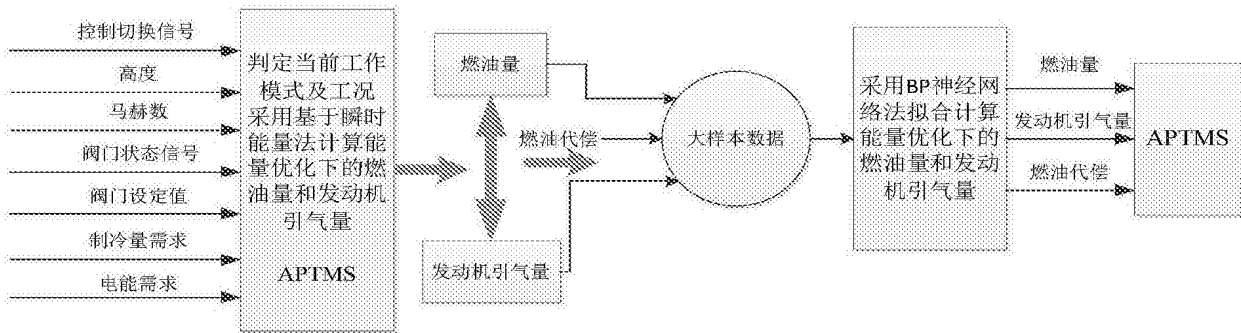 控制切换信号
高度
马赫数
阀门状态信号
阀门设定值
制冷量需求
电能需求
判定当前工作
模式及工况
采用基于瞬时
能量法计算能
量优化下的燃
油量和发动机
引气量
APTMS
燃油量
燃油代偿
发动机引气量
大样本数据
采用BP神经网
络法拟合计算
能量优化下的
燃油量和发动
机引气量
燃油量
发动机引气量
燃油代偿
APTMS